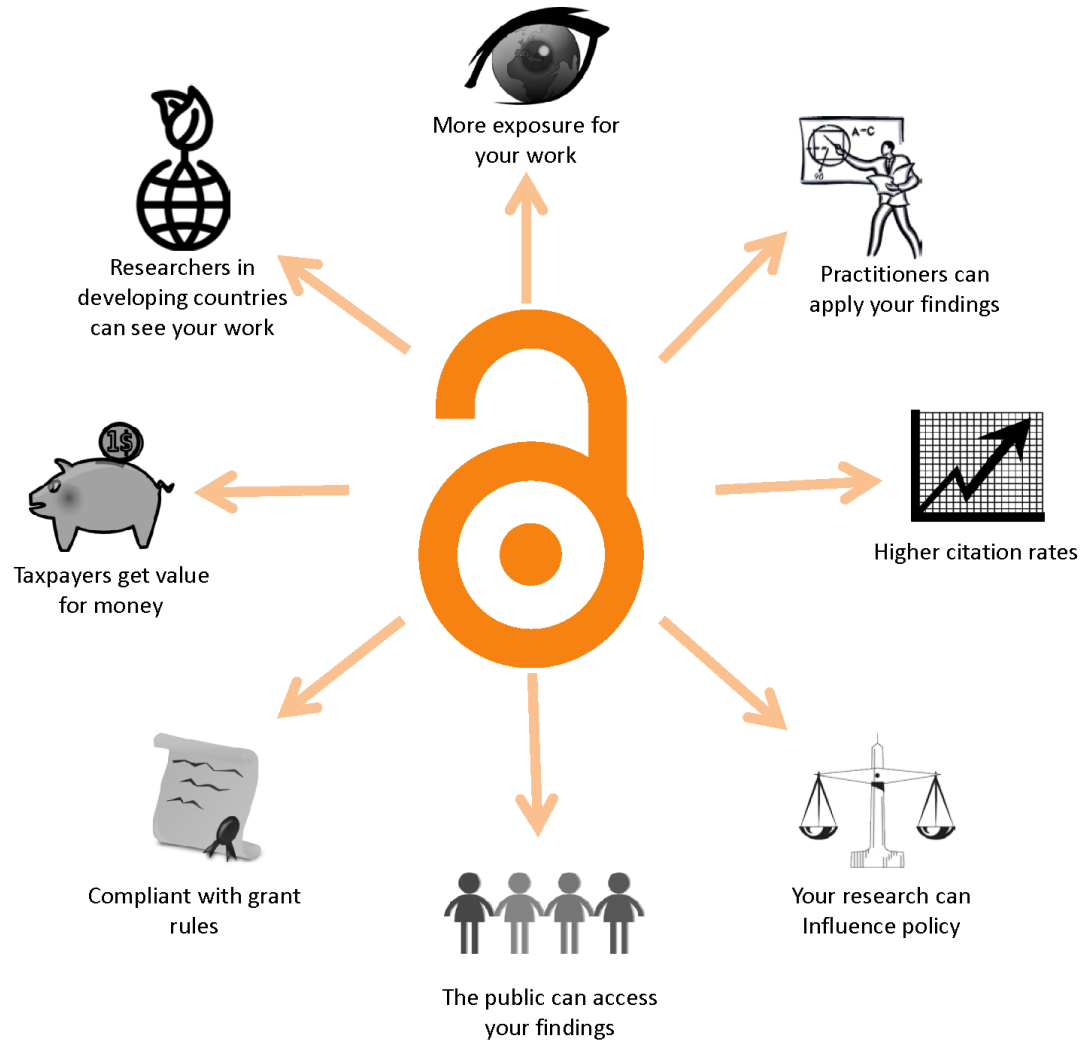 More exposure for
your work
A-C
90
Practitioners can
apply your findings
Higher citation rates
Your research can
Influence policy
The public can access
your findings
Compliant with grant
rules
1$
Taxpayers get value
for money
Researchers in
developing countries
can see your work